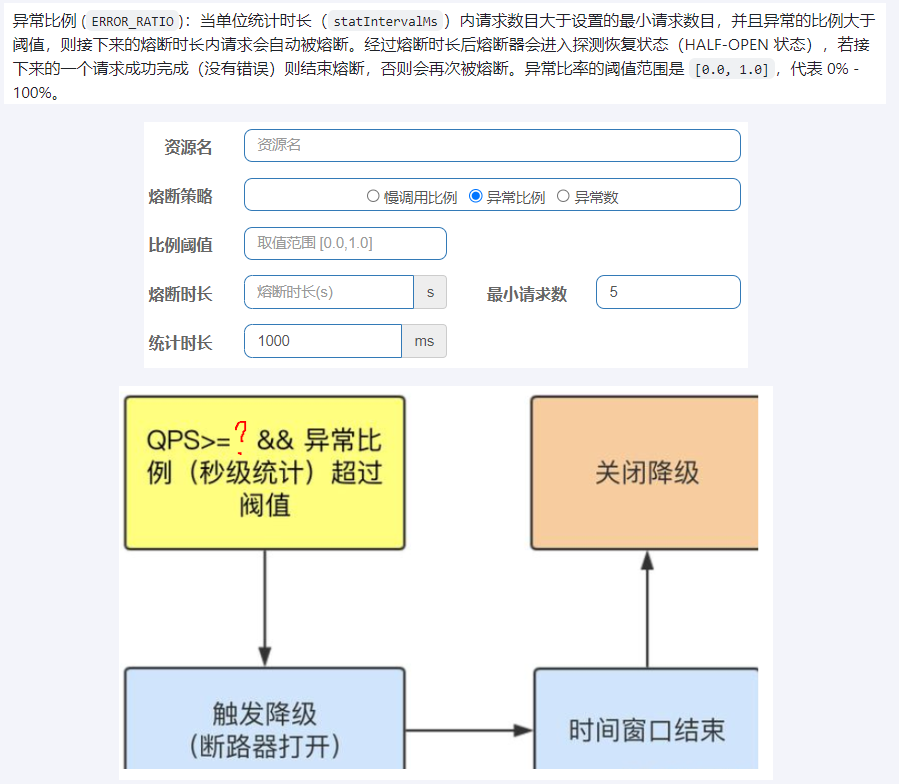 异常比例 (ERROR_RATIO)：当单位统计时长（statIntervalMs）内请求数目大于设置的最小请求数目，并且异常的比例大于
阈值，则接下来的熔断时长内请求会自动被熔断。经过熔断时长后熔断器会进入探测恢复状态（HALF-OPEN 状态），若接
下来的一个请求成功完成（没有错误）则结束熔断，否则会再次被熔断。异常比率的阈值范围是 [0.0, 1.0]，代表 0% -
100%。
资源名 资源名
熔断策略 慢调用比例 异常比例 异常数
比例阈值 取值范围 [0.0,1.0]
熔断时长 熔断时长(s) s 最小请求数 5
统计时长 1000 ms
QPS>=? && 异常比
例（秒级统计）超过
阀值
关闭降级
触发降级
（断路器打开）
时间窗口结束